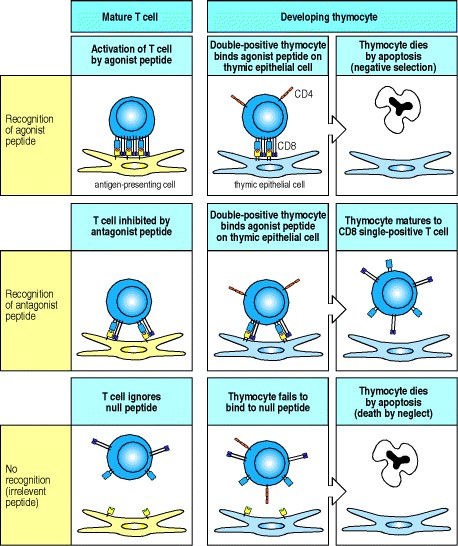 Mature T cell
Developing thymocyte
Activation of T cell
by agonist peptide
Double-positive thymocyte
binds agonist peptide on
thymic epithelial cell
Thymocyte dies
by apoptosis
(negative selection)
Recognition
of agonist
peptide
CD4
CD8
antigen-presenting cell
thymic epithelial cell
T cell inhibited by
antagonist peptide
Double-positive thymocyte
binds agonist peptide
on thymic epithelial cell
Thymocyte matures to
CD8 single-positive T cell
Recognition
of antagonist
peptide
T cell ignores
null peptide
Thymocyte fails to
bind to null peptide
Thymocyte dies
by apoptosis
(death by neglect)
No
recognition
(irrelevent
peptide)